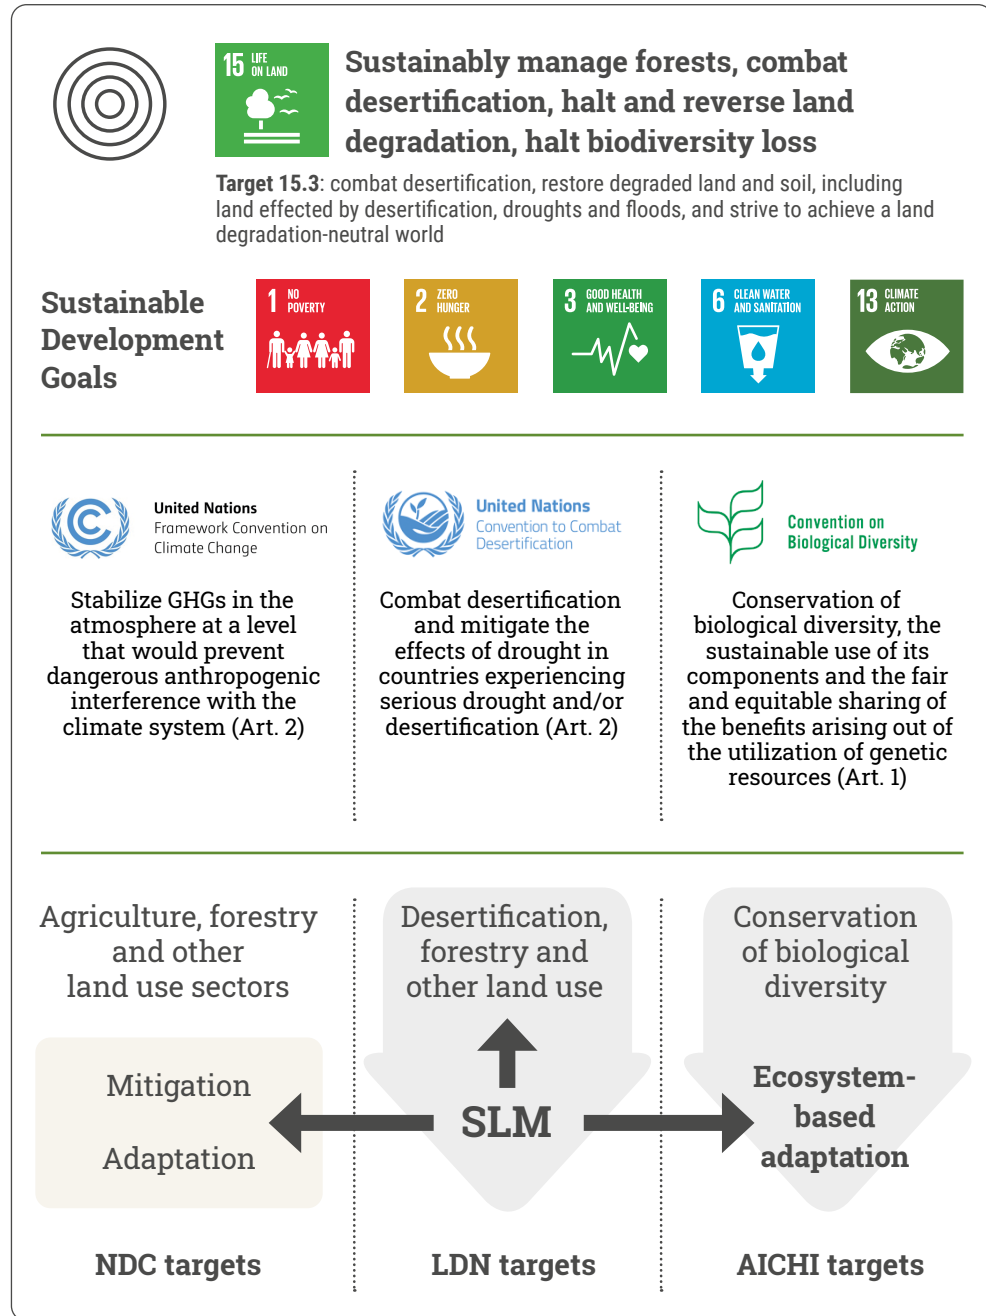 15 LIFE
ON LAND
Sustainably manage forests, combat
desertification, halt and reverse land
degradation, halt biodiversity loss
Target 15.3: combat desertification, restore degraded land and soil, including
land effected by desertification, droughts and floods, and strive to achieve a land
degradation-neutral world
Sustainable
Development
Goals
1 NO
POVERTY
2 ZERO
HUNGER
3 GOOD HEALTH
AND WELL-BEING
6 CLEAN WATER
AND SANITATION
13 CLIMATE
ACTION
United Nations
Framework Convention on
Climate Change
Stabilize GHGs in the
atmosphere at a level
that would prevent
dangerous anthropogenic
interference with the
climate system (Art. 2)
United Nations
Convention to Combat
Desertification
Combat desertification
and mitigate the
effects of drought in
countries experiencing
serious drought and/or
desertification (Art. 2)
Convention on
Biological Diversity
Conservation of
biological diversity, the
sustainable use of its
components and the fair
and equitable sharing of
the benefits arising out of
the utilization of genetic
resources (Art. 1)
Agriculture, forestry
and other
land use sectors
Mitigation
Adaptation
NDC targets
Desertification,
forestry and
other land use
SLM
LDN targets
Conservation
of biological
diversity
Ecosystem-
based
adaptation
AICHI targets